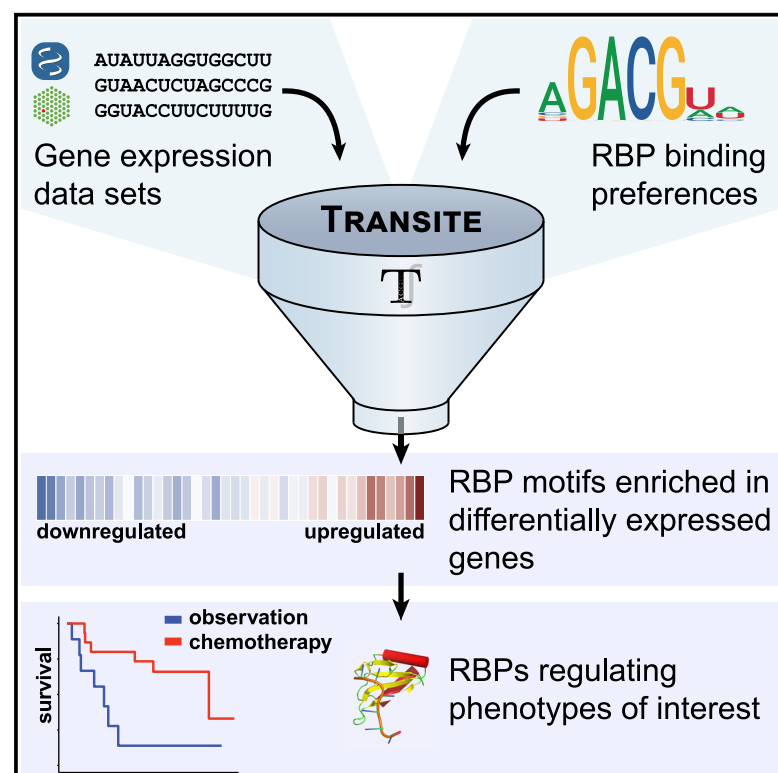 AUAUUAGGUGGCUU
GUAACUCUAGCCCG
GGUACCUUCUUUUG
Gene expression
data sets
AGACGUA
RBP binding
preferences
TRANSITE
T
RBP motifs enriched in
differentially expressed
genes
downregulated upregulated
observation
chemotherapy
survival
RBPs regulating
phenotypes of interest